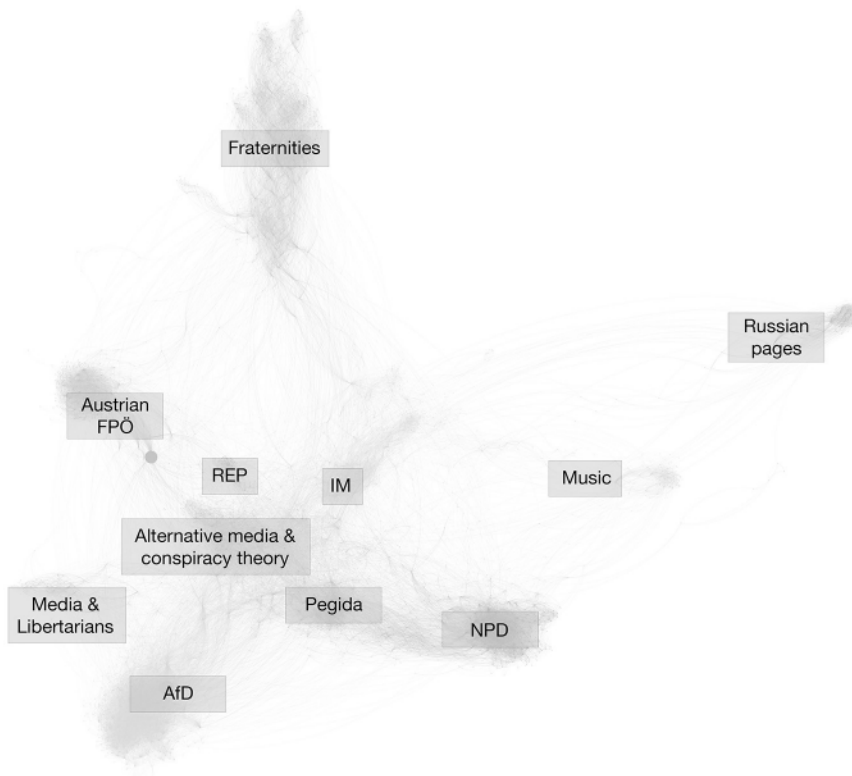 Fraternities
Russian
pages
Austrian
FPÖ
REP
IM
Music
Alternative media &
conspiracy theory
Media &
Libertarians
Pegida
NPD
AfD